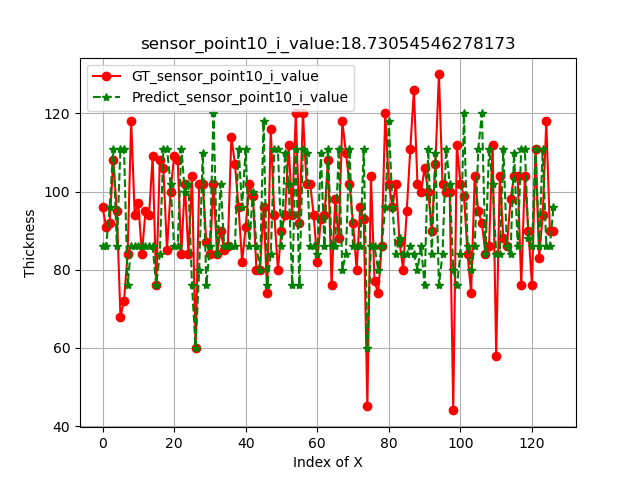 sensor_point10_i_value:18.73054546278173
GT_sensor_point10_i_value
Predict_sensor_point10_i_value
120
100
80
60
40
Thickness
0 20 40 60 80 100 120
Index of X